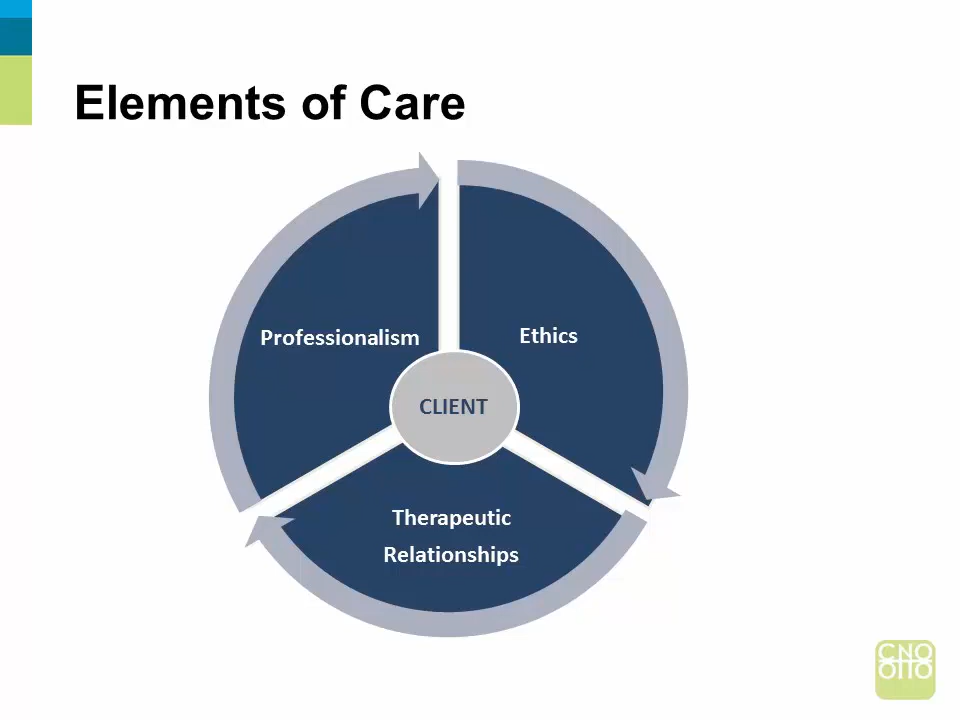 Elements of Care
Professionalism
Ethics
CLIENT
Therapeutic
Relationships
CNO
OIIO